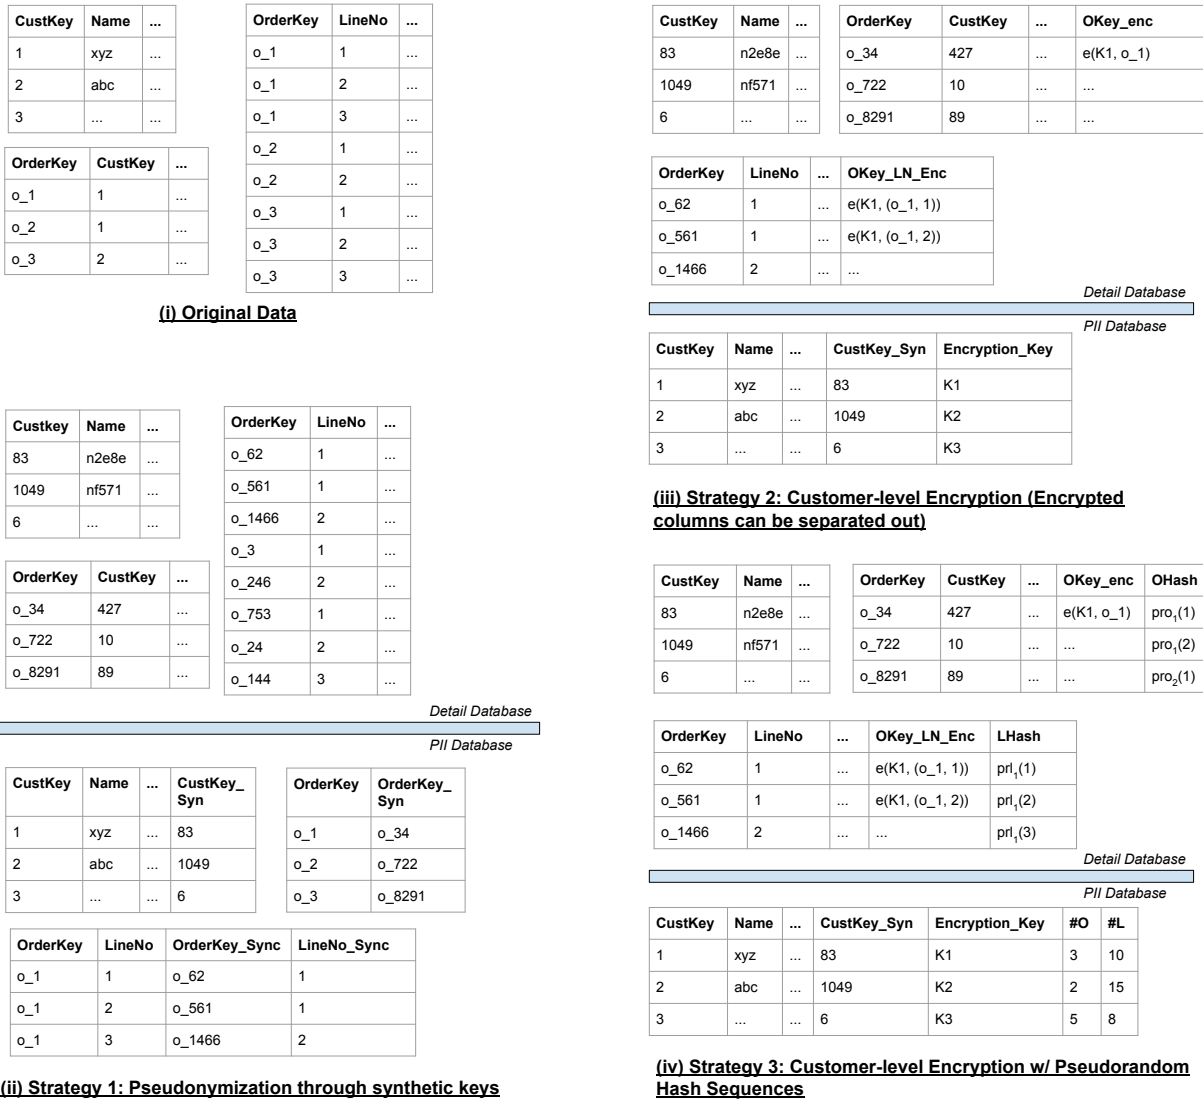 CustKey Name ...
1 xyz ...
2 abc ...
3 ... ...
OrderKey CustKey ...
o_1 1 ...
o_2 1 ...
o_3 2 ...
OrderKey LineNo ...
o_1 1 ...
o_1 2 ...
o_1 3 ...
o_2 1 ...
o_2 2 ...
o_3 1 ...
o_3 2 ...
o_3 3 ...
(i) Original Data
Custkey Name ...
83 n2e8e ...
1049 nf571 ...
6 ... ...
OrderKey CustKey ...
o_34 427 ...
o_722 10 ...
o_8291 89 ...
OrderKey LineNo ...
o_62 1 ...
o_561 1 ...
o_1466 2 ...
o_3 1 ...
o_246 2 ...
o_753 1 ...
o_24 2 ...
o_144 3 ...
Detail Database
PII Database
CustKey Name ... CustKey_
Syn
1 xyz ... 83
2 abc ... 1049
3 ... ... 6
OrderKey OrderKey_
Syn
o_1 o_34
o_2 o_722
o_3 o_8291
OrderKey LineNo OrderKey_Sync LineNo_Sync
o_1 1 o_62 1
o_1 2 o_561 1
o_1 3 o_1466 2
(ii) Strategy 1: Pseudonymization through synthetic keys
CustKey Name ...
83 n2e8e ...
1049 nf571 ...
6 ... ...
OrderKey CustKey ... OKey_enc
o_34 427 ... e(K1, o_1)
o_722 10 ... ...
o_8291 89 ... ...
OrderKey LineNo ... OKey_LN_Enc
o_62 1 ... e(K1, (o_1, 1))
o_561 1 ... e(K1, (o_1, 2))
o_1466 2 ... ...
Detail Database
PII Database
CustKey Name ... CustKey_Syn Encryption_Key
1 xyz ... 83 K1
2 abc ... 1049 K2
3 ... ... 6 K3
(iii) Strategy 2: Customer-level Encryption (Encrypted
columns can be separated out)
CustKey Name ...
83 n2e8e ...
1049 nf571 ...
6 ... ...
OrderKey CustKey ... OKey_enc OHash
o_34 427 ... e(K1, o_1) pro₁(1)
o_722 10 ... ... pro₁(2)
o_8291 89 ... ... pro₂(1)
OrderKey LineNo ... OKey_LN_Enc LHash
o_62 1 ... e(K1, (o_1, 1)) prl₁(1)
o_561 1 ... e(K1, (o_1, 2)) prl₁(2)
o_1466 2 ... ... prl₁(3)
Detail Database
PII Database
CustKey Name ... CustKey_Syn Encryption_Key #O #L
1 xyz ... 83 K1 3 10
2 abc ... 1049 K2 2 15
3 ... ... 6 K3 5 8
(iv) Strategy 3: Customer-level Encryption w/ Pseudorandom
Hash Sequences